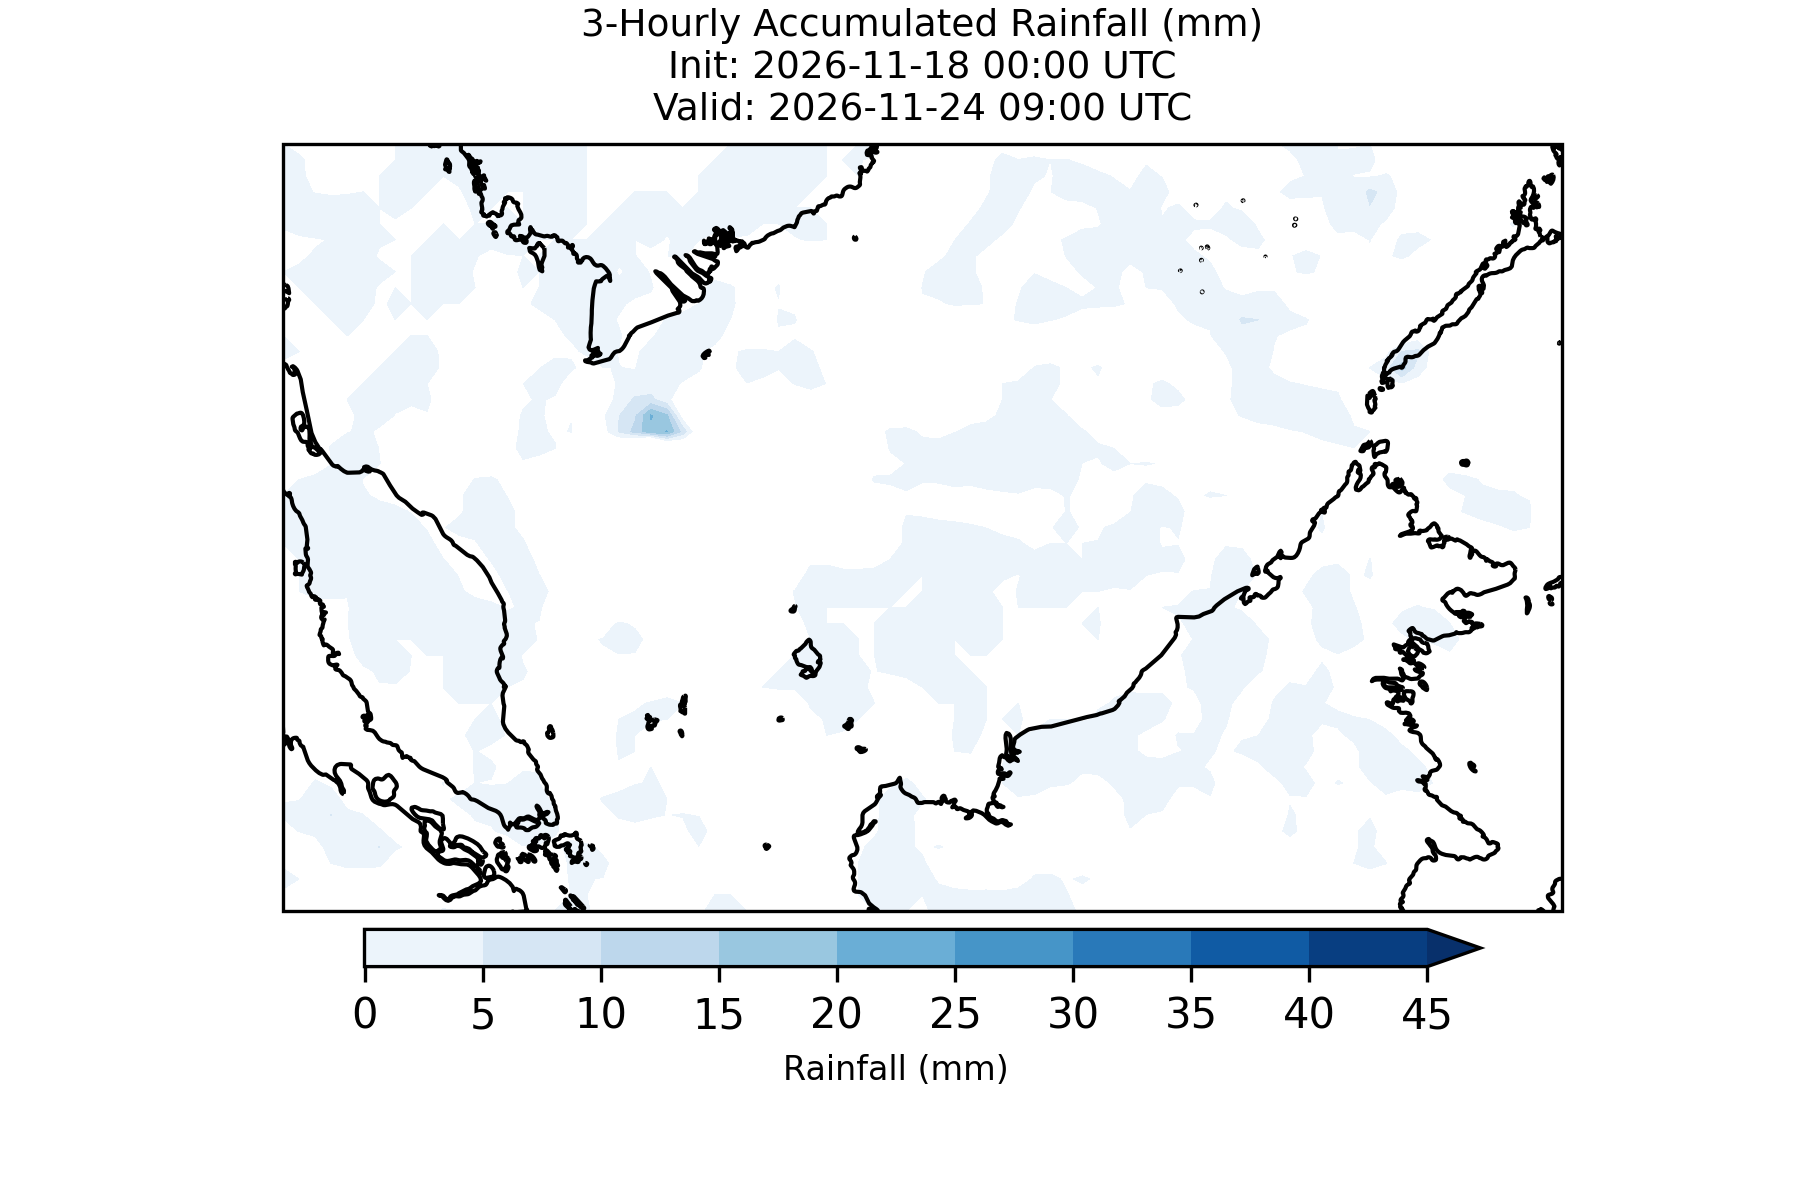 3-Hourly Accumulated Rainfall (mm)
Init: 2026-11-18 00:00 UTC
Valid: 2026-11-24 09:00 UTC
0 5 10 15 20 25 30 35 40 45
Rainfall (mm)